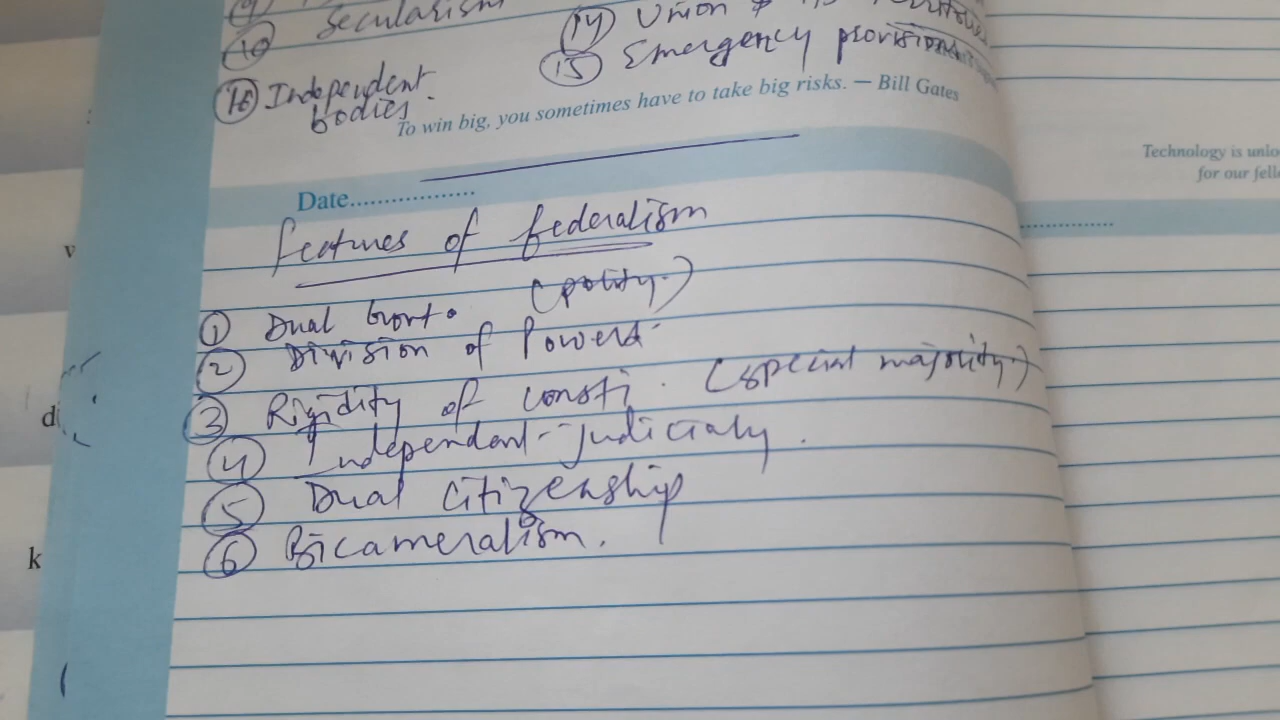 10 Secularism
14 Union &
15 Emergency provisions
16 Independent
bodies.
To win big, you sometimes have to take big risks. — Bill Gates
Technology is unlo
for our fell
Date....................
features of federalism
1 Dual Govt. (polity.)
2 Division of Powers.
3 Rigidity of consti. (special majority.)
4 Independent judiciary.
5 Dual citizenship
6 Bicameralism.
v
d
k